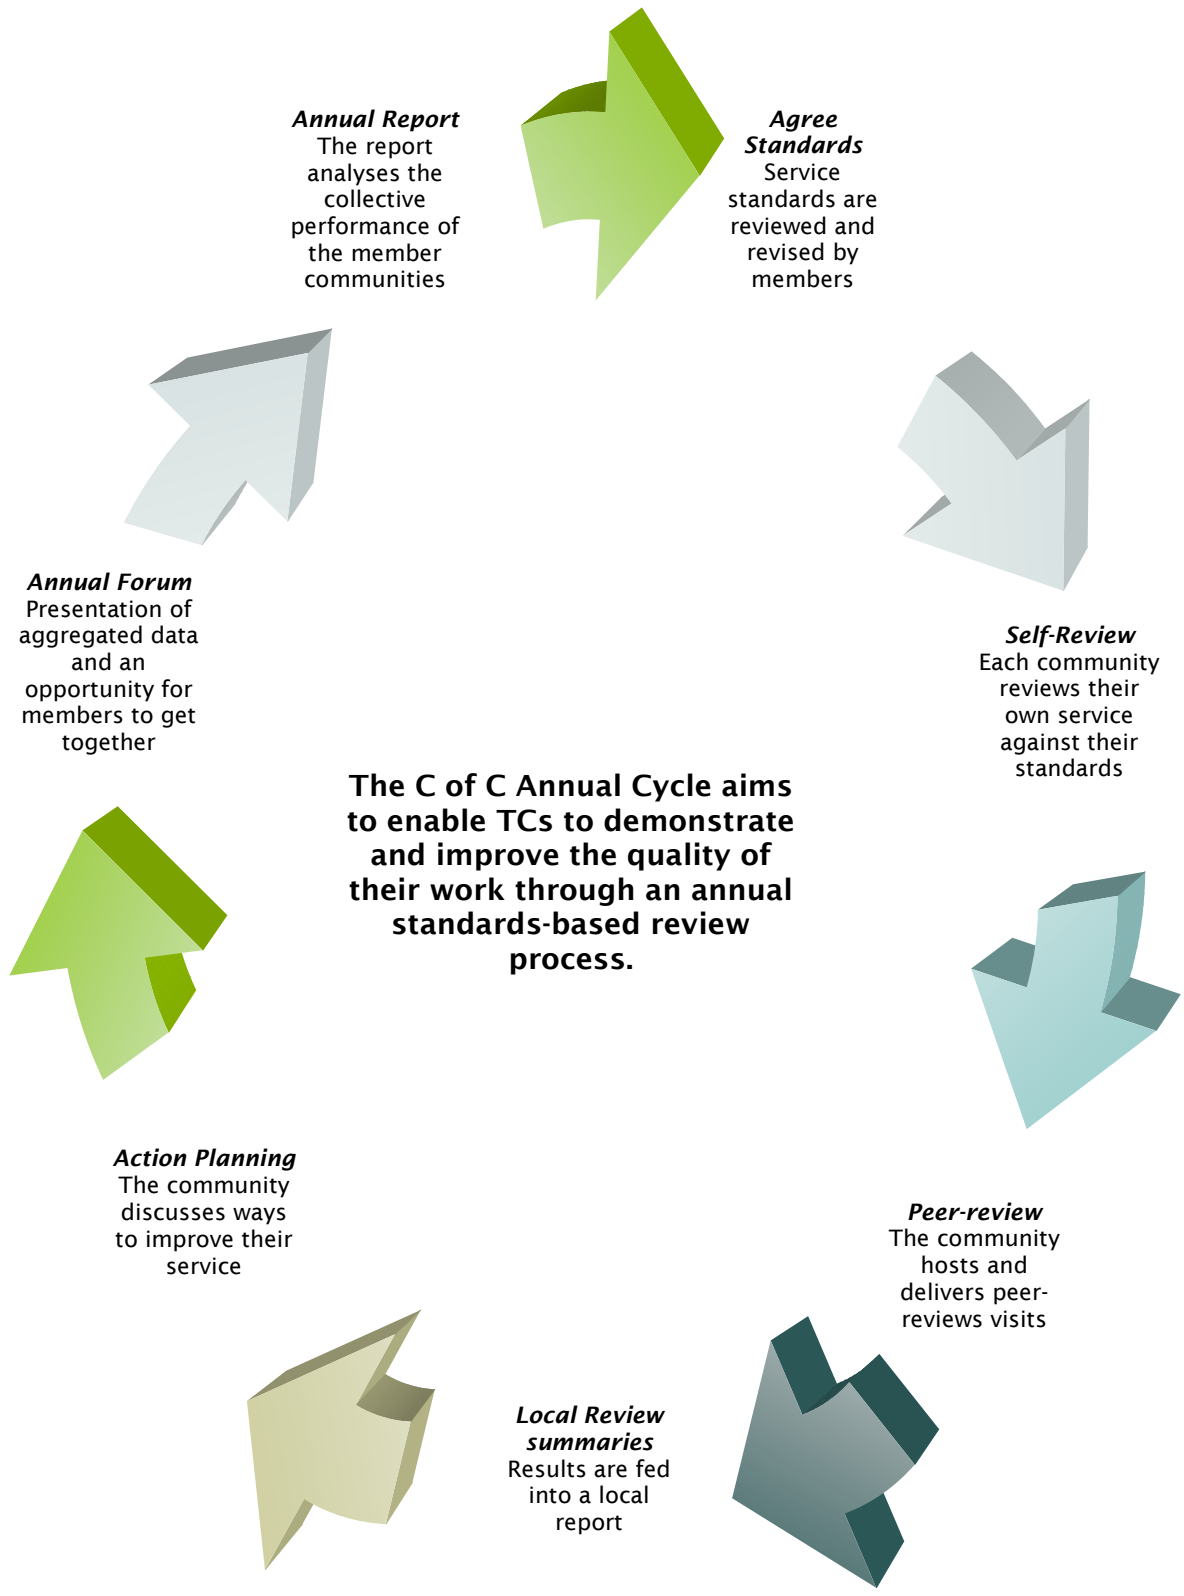 Annual Report
The report
analyses the
collective
performance of
the member
communities
Agree
Standards
Service
standards are
reviewed and
revised by
members
Self-Review
Each community
reviews their
own service
against their
standards
Peer-review
The community
hosts and
delivers peer-
reviews visits
Local Review
summaries
Results are fed
into a local
report
Action Planning
The community
discusses ways
to improve their
service
Annual Forum
Presentation of
aggregated data
and an
opportunity for
members to get
together
The C of C Annual Cycle aims
to enable TCs to demonstrate
and improve the quality of
their work through an annual
standards-based review
process.